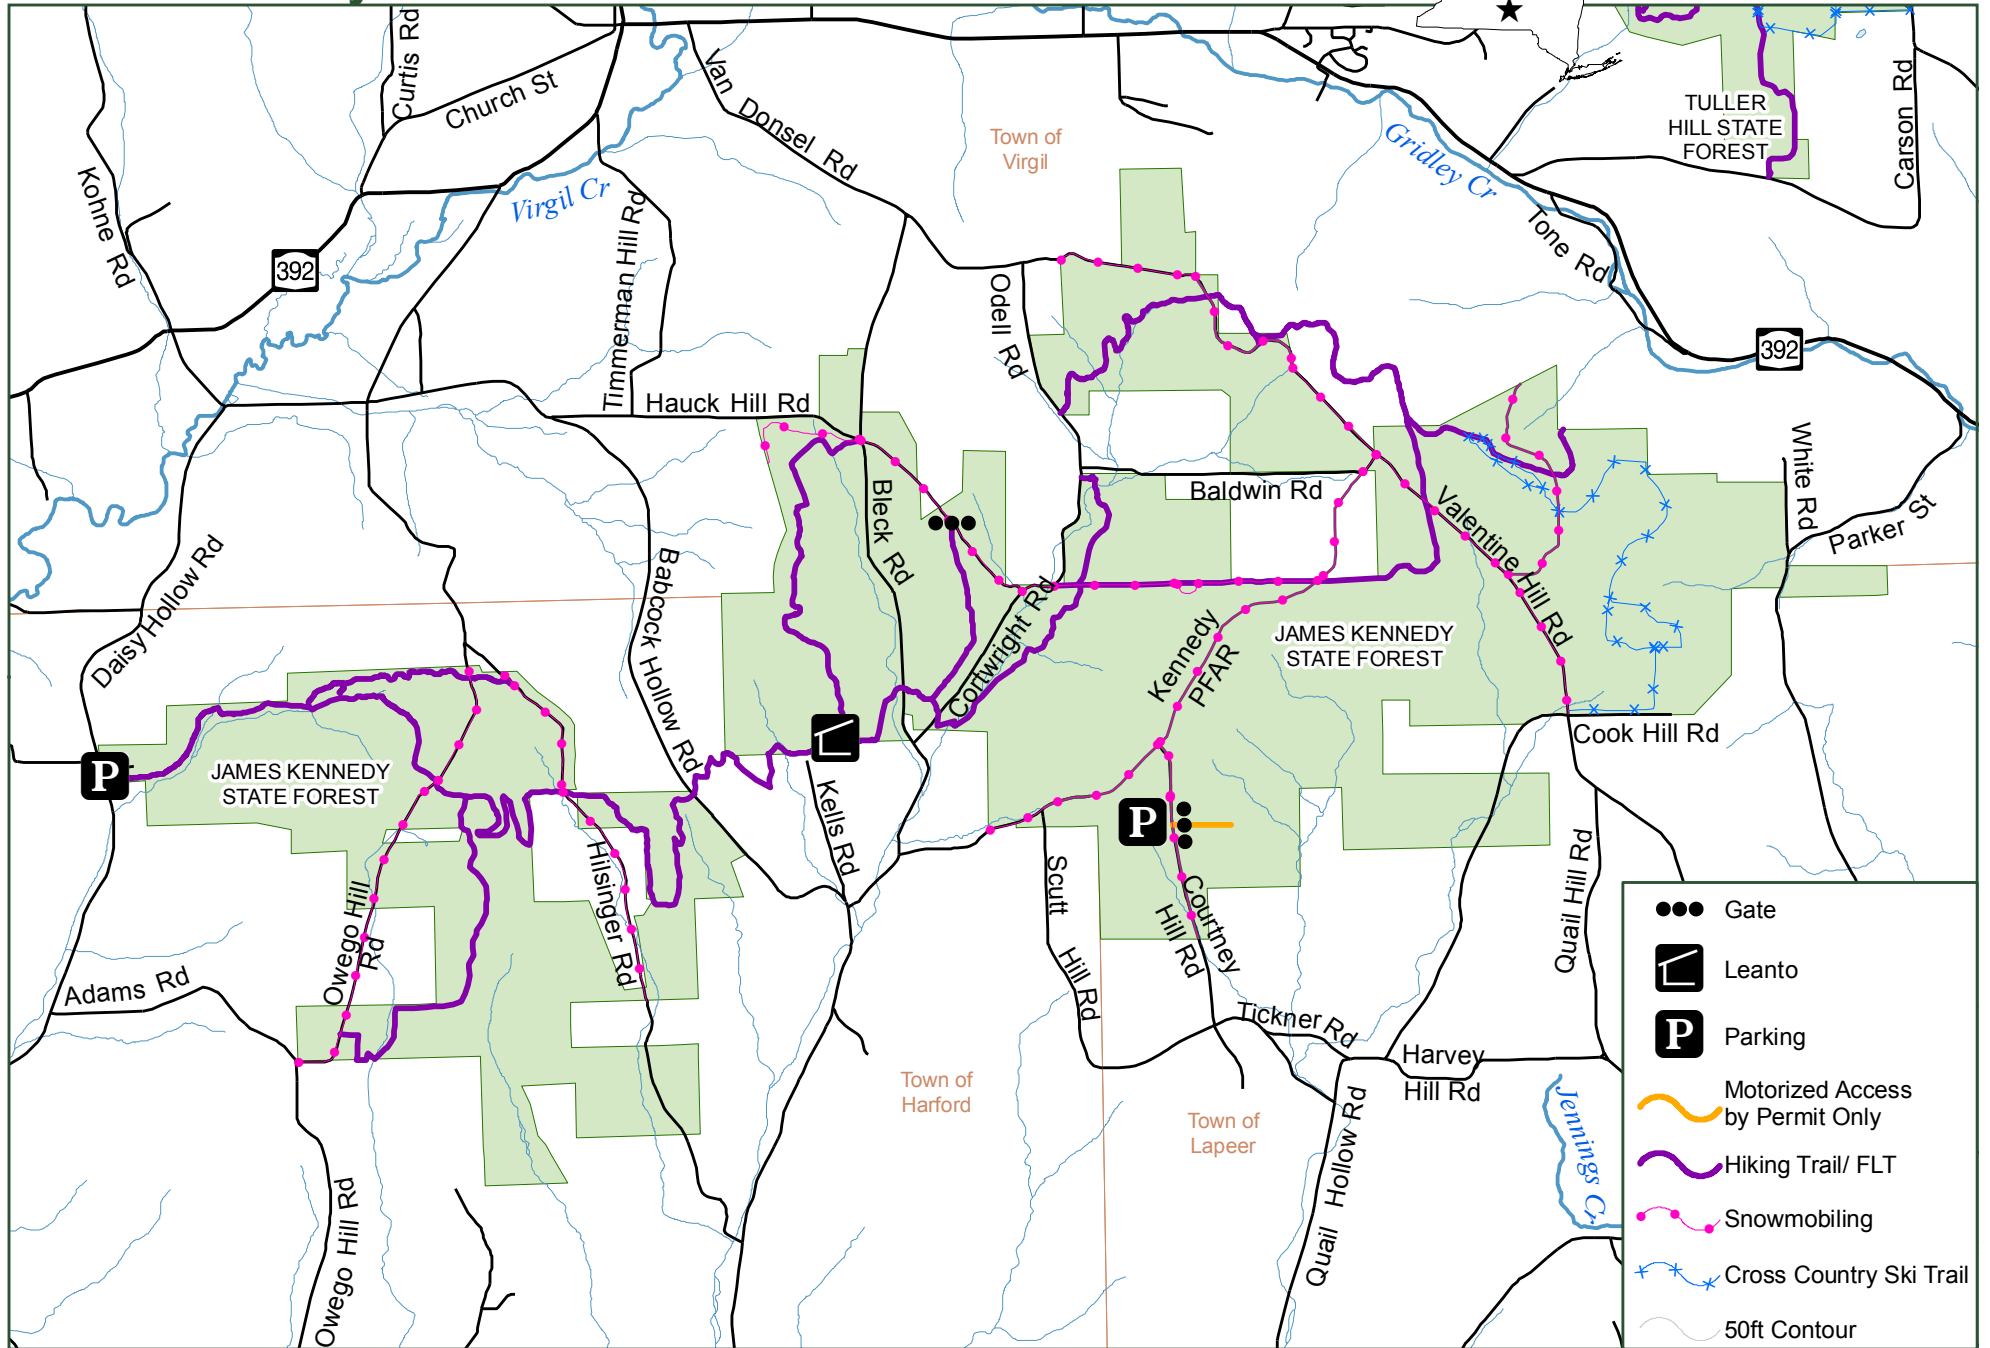 Curtis Rd
Church St
Van Donsel Rd
Town of
Virgil
Gridley Cr
TULLER
HILL STATE
FOREST
Carson Rd
Kohne Rd
Virgil Cr
392
Timmerman Hill Rd
Odell Rd
Tone Rd
392
Hauck Hill Rd
White Rd
Baldwin Rd
Bleck Rd
Valentine Hill Rd
Parker St
Daisy Hollow Rd
Babcock Hollow Rd
Cortwright Rd
Kennedy
PFAR
JAMES KENNEDY
STATE FOREST
Cook Hill Rd
P
JAMES KENNEDY
STATE FOREST
Kells Rd
P
Scutt Hill Rd
Courtney
Hill Rd
Quail Hill Rd
Hilsinger Rd
Owego Hill
Rd
Adams Rd
Tickner Rd
Harvey
Hill Rd
Town of
Harford
Town of
Lapeer
Quail Hollow Rd
Jennings Cr
Owego Hill Rd
Gate
Leanto
P
Parking
Motorized Access
by Permit Only
Hiking Trail/ FLT
Snowmobiling
Cross Country Ski Trail
50ft Contour